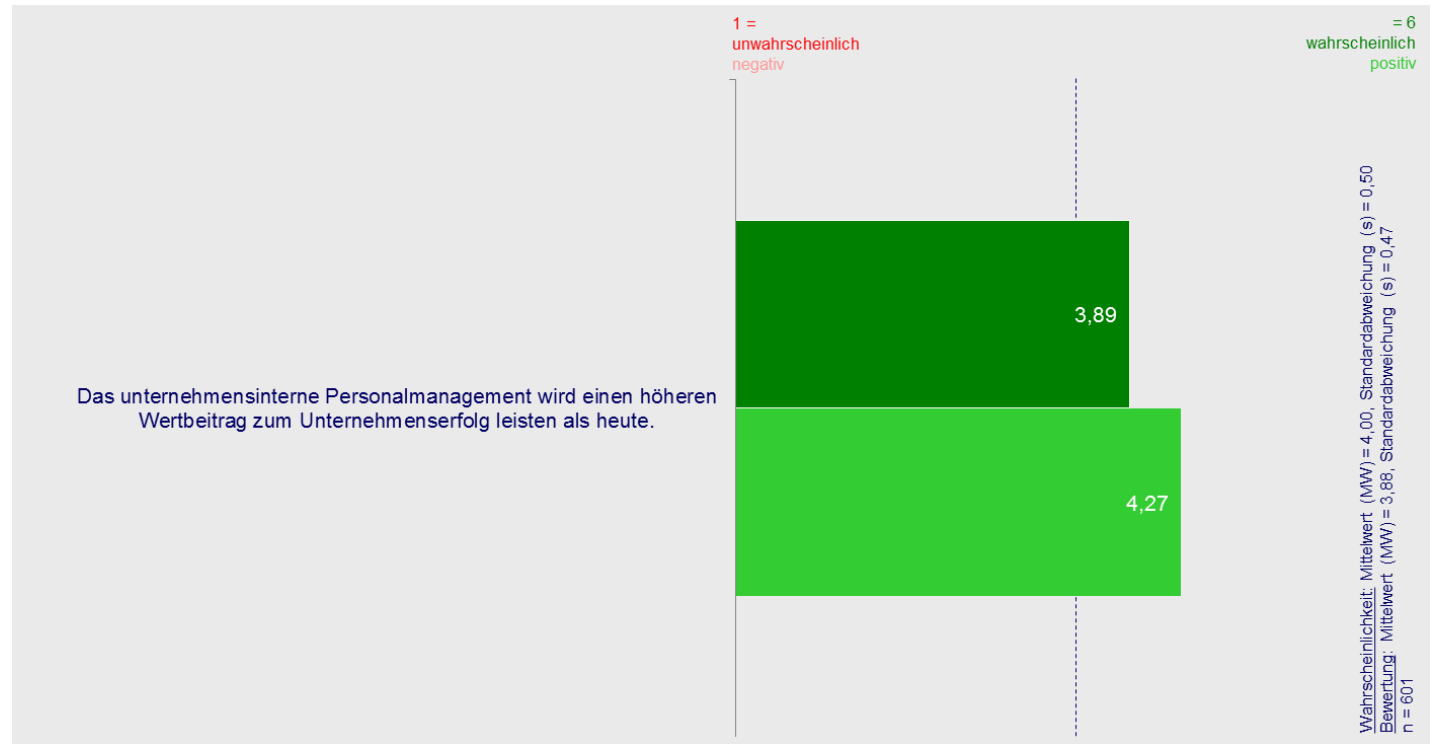 1 =
unwahrscheinlich
negativ
= 6
wahrscheinlich
positiv
Das unternehmensinterne Personalmanagement wird einen höheren
Wertbeitrag zum Unternehmenserfolg leisten als heute.
3,89
4,27
Wahrscheinlichkeit: Mittelwert (MW) = 4,00, Standardabweichung (s) = 0,50
Bewertung: Mittelwert (MW) = 3,88, Standardabweichung (s) = 0,47
n = 601